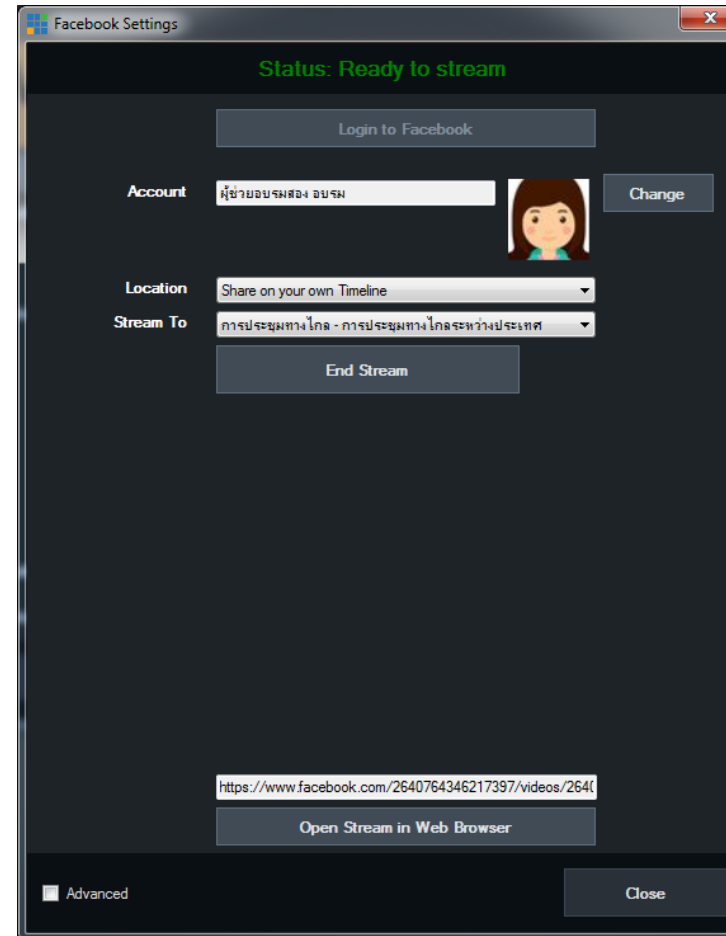 Facebook Settings
Status: Ready to stream
Login to Facebook
Account
ผู้ช่วยอบรมสอง อบรม
Change
Location
Share on your own Timeline
Stream To
การประชุมทางไกล - การประชุมทางไกลระหว่างประเทศ
End Stream
https://www.facebook.com/2640764346217397/videos/264(
Open Stream in Web Browser
Advanced
Close